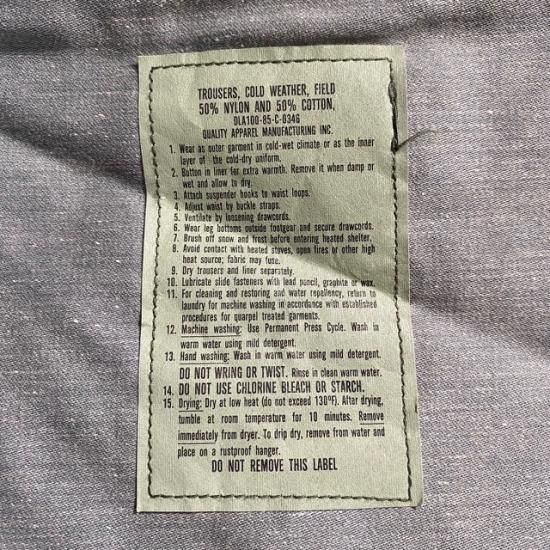 TROUSERS, COLD WEATHER, FIELD
50% NYLON AND 50% COTTON,
DLA100-85-C-0346
QUALITY APPAREL MANUFACTURING INC.
1. Wear as outer garment in cold-wet climate or as the inner
layer of the cold-dry uniform.
2. Button in liner for extra warmth. Remove it when damp or
wet and allow to dry.
3. Attach suspender hooks to waist loops.
4. Adjust waist by buckle straps.
5. Ventilate by loosening drawcords.
6. Wear leg bottoms outside footgear and secure drawcords.
7. Brush off snow and frost before entering heated shelter.
8. Avoid contact with heated stoves, open fires or other high
heat source; fabric may fuse.
9. Dry trousers and liner separately.
10. Lubricate slide fasteners with lead pencil, graphite or wax.
11. For cleaning and restoring and water repellency, return to
laundry for machine washing in accordance with established
procedures for quarpel treated garments.
12. Machine washing: Use Permanent Press Cycle. Wash in
warm water using mild detergent.
13. Hand washing: Wash in warm water using mild detergent.
DO NOT WRING OR TWIST. Rinse in clean warm water.
14. DO NOT USE CHLORINE BLEACH OR STARCH.
15. Drying: Dry at low heat (do not exceed 130°F). After drying,
tumble at room temperature for 10 minutes. Remove
immediately from dryer. To drip dry, remove from water and
place on a rustproof hanger.
DO NOT REMOVE THIS LABEL